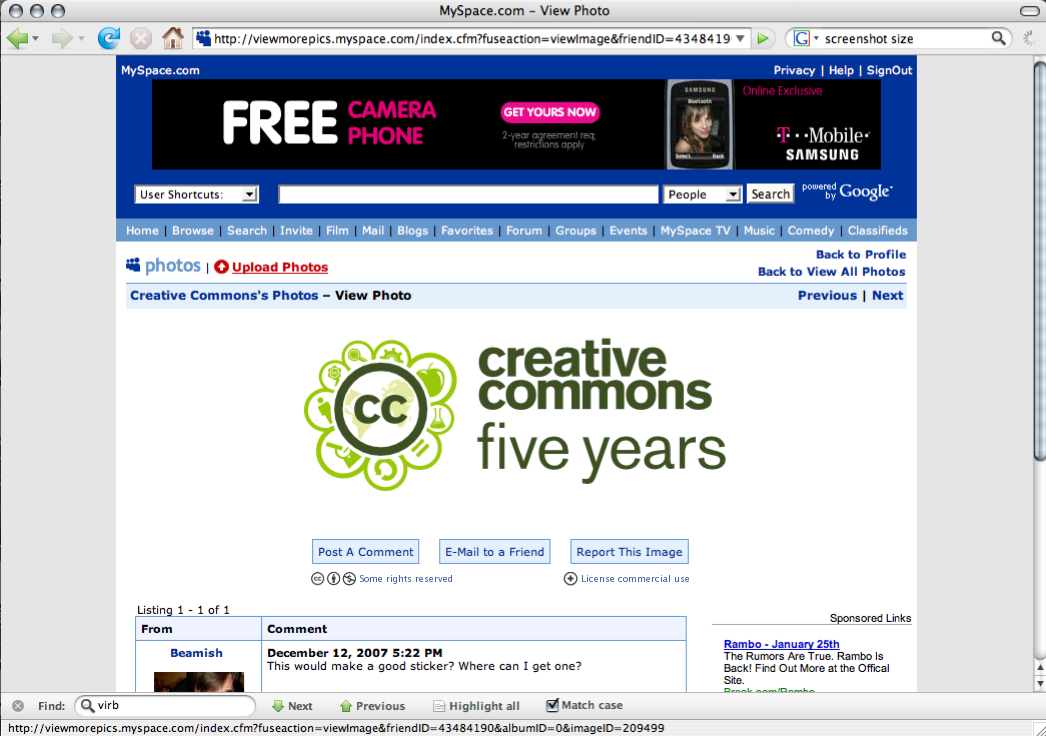 MySpace.com – View Photo
http://viewmorepics.myspace.com/index.cfm?fuseaction=viewImage&friendID=4348419
G
screenshot size
MySpace.com
Privacy | Help | SignOut
FREE CAMERA PHONE
GET YOURS NOW
2-year agreement req;
restrictions apply
SAMSUNG
Bluetooth
Select Back
Online Exclusive
T··Mobile·
SAMSUNG
User Shortcuts:
People
Search
powered by Google
Home | Browse | Search | Invite | Film | Mail | Blogs | Favorites | Forum | Groups | Events | MySpace TV | Music | Comedy | Classifieds
photos | Upload Photos
Back to Profile
Back to View All Photos
Creative Commons's Photos – View Photo
Previous | Next
cc
creative
commons
five years
Post A Comment
E-Mail to a Friend
Report This Image
cc Some rights reserved
License commercial use
Listing 1 - 1 of 1
Sponsored Links
From
Comment
Beamish
December 12, 2007 5:22 PM
This would make a good sticker? Where can I get one?
Rambo - January 25th
The Rumors Are True. Rambo Is
Back! Find Out More at the Offical
Site.
Break.com/Rambo
Find:
virb
Next
Previous
Highlight all
Match case
http://viewmorepics.myspace.com/index.cfm?fuseaction=viewImage&friendID=43484190&albumID=0&imageID=209499